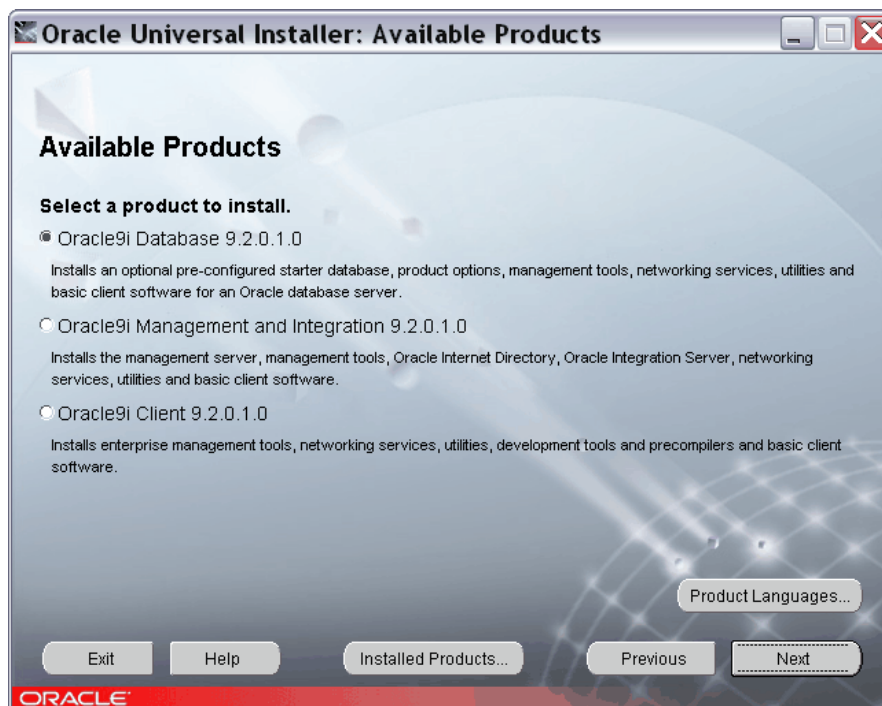 Oracle Universal Installer: Available Products
Available Products
Select a product to install.
Oracle9i Database 9.2.0.1.0
Installs an optional pre-configured starter database, product options, management tools, networking services, utilities and
basic client software for an Oracle database server.
Oracle9i Management and Integration 9.2.0.1.0
Installs the management server, management tools, Oracle Internet Directory, Oracle Integration Server, networking
services, utilities and basic client software.
Oracle9i Client 9.2.0.1.0
Installs enterprise management tools, networking services, utilities, development tools and precompilers and basic client
software.
Product Languages...
Exit Help Installed Products... Previous Next
ORACLE